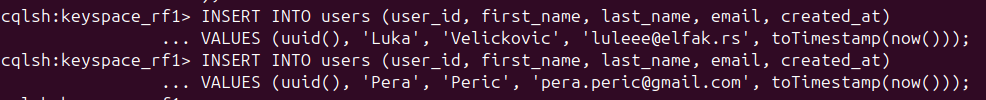 cqlsh:keyspace_rf1> INSERT INTO users (user_id, first_name, last_name, email, created_at)
... VALUES (uuid(), 'Luka', 'Velickovic', 'luleee@elfak.rs', toTimestamp(now()));
cqlsh:keyspace_rf1> INSERT INTO users (user_id, first_name, last_name, email, created_at)
... VALUES (uuid(), 'Pera', 'Peric', 'pera.peric@gmail.com', toTimestamp(now()));